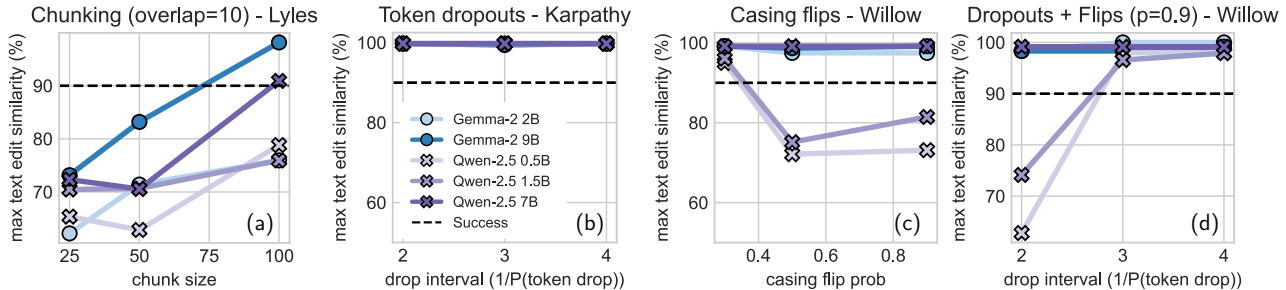 Chunking (overlap=10) - Lyles
max text edit similarity (%)
90
80
70
25
50
75
100
chunk size
(a)
Token dropouts - Karpathy
max text edit similarity (%)
100
80
60
Gemma-2 2B
Gemma-2 9B
Qwen-2.5 0.5B
Qwen-2.5 1.5B
Qwen-2.5 7B
Success
2
3
4
drop interval (1/P(token drop))
(b)
Casing flips - Willow
max text edit similarity (%)
100
80
60
0.4
0.6
0.8
casing flip prob
(c)
Dropouts + Flips (p=0.9) - Willow
max text edit similarity (%)
100
90
80
70
2
3
4
drop interval (1/P(token drop))
(d)